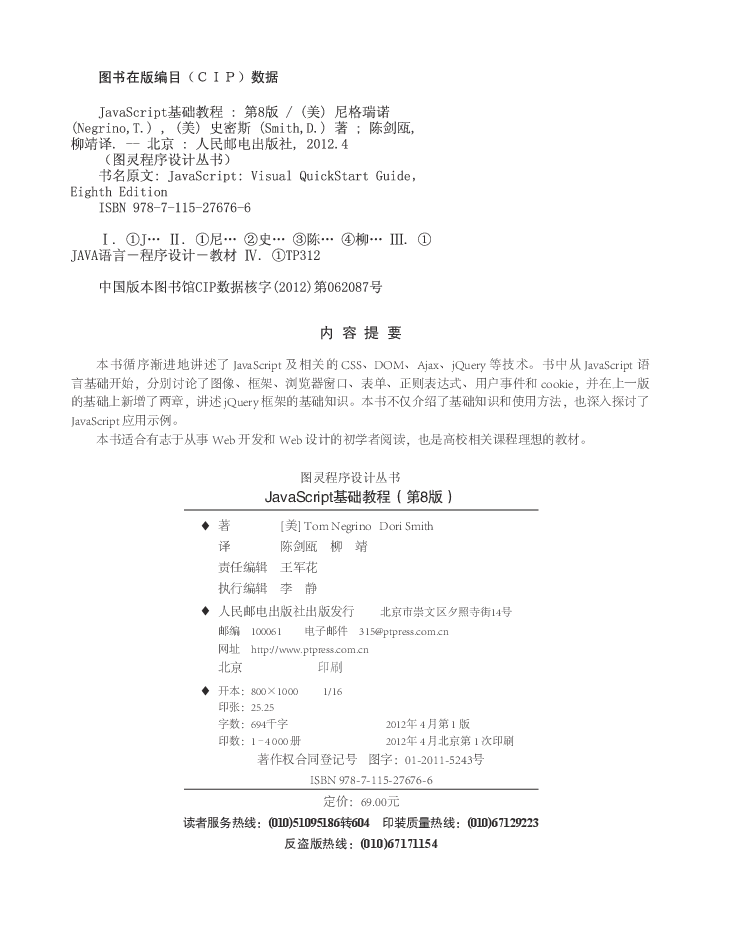 图书在版编目（ＣＩＰ）数据
JavaScript基础教程 : 第8版 / (美) 尼格瑞诺
(Negrino,T.) , (美) 史密斯 (Smith,D.) 著 ; 陈剑瓯,
柳靖译. -- 北京 : 人民邮电出版社, 2012.4
（图灵程序设计丛书）
书名原文: JavaScript: Visual QuickStart Guide,
Eighth Edition
ISBN 978-7-115-27676-6
Ⅰ. ①J… Ⅱ. ①尼… ②史… ③陈… ④柳… Ⅲ. ①
JAVA语言－程序设计－教材 Ⅳ. ①TP312
中国版本图书馆CIP数据核字(2012)第062087号
内 容 提 要
本书循序渐进地讲述了 JavaScript 及相关的 CSS、DOM、Ajax、jQuery 等技术。书中从 JavaScript 语
言基础开始，分别讨论了图像、框架、浏览器窗口、表单、正则表达式、用户事件和 cookie，并在上一版
的基础上新增了两章，讲述 jQuery 框架的基础知识。本书不仅介绍了基础知识和使用方法，也深入探讨了
JavaScript 应用示例。
本书适合有志于从事 Web 开发和 Web 设计的初学者阅读，也是高校相关课程理想的教材。
图灵程序设计丛书
JavaScript基础教程（第8版）
♦ 著 [美] Tom Negrino Dori Smith
译 陈剑瓯 柳 靖
责任编辑 王军花
执行编辑 李 静
♦ 人民邮电出版社出版发行 北京市崇文区夕照寺街14号
邮编 100061 电子邮件 315@ptpress.com.cn
网址 http://www.ptpress.com.cn
北京 印刷
♦ 开本：800×1000 1/16
印张：25.25
字数：694千字 2012年 4 月第 1 版
印数：1－4 000 册 2012年 4 月北京第 1 次印刷
著作权合同登记号 图字：01-2011-5243号
ISBN 978-7-115-27676-6
定价：69.00元
读者服务热线：(010)51095186转604 印装质量热线：(010)67129223
反盗版热线：(010)67171154